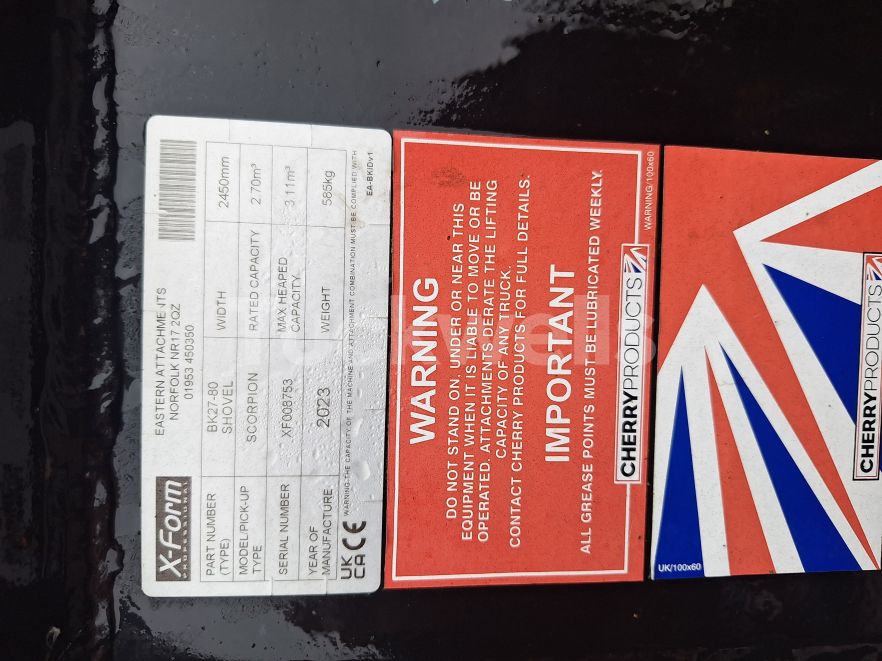 X-Form
PROFESSIONAL
EASTERN ATTACHMENTS
NORFOLK NR17 2QZ
01953 450350
PART NUMBER (TYPE) BK27-80 SHOVEL WIDTH 2450mm
MODEL/PICK-UP TYPE SCORPION RATED CAPACITY 2.70m³
SERIAL NUMBER XF008753 MAX HEAPED CAPACITY 3.11m³
YEAR OF MANUFACTURE 2023 WEIGHT 585kg
UK CA CE WARNING-THE CAPACITY OF THE MACHINE AND ATTACHMENT COMBINATION MUST BE COMPLIED WITH
EA-BKIDv1
WARNING
DO NOT STAND ON, UNDER OR NEAR THIS
EQUIPMENT WHEN IT IS LIABLE TO MOVE OR BE
OPERATED. ATTACHMENTS DERATE THE LIFTING
CAPACITY OF ANY TRUCK.
CONTACT CHERRY PRODUCTS FOR FULL DETAILS:
IMPORTANT
ALL GREASE POINTS MUST BE LUBRICATED WEEKLY.
CHERRYPRODUCTS
WARNING/100x60
UK/100x60
CHERRYPRODUCTS